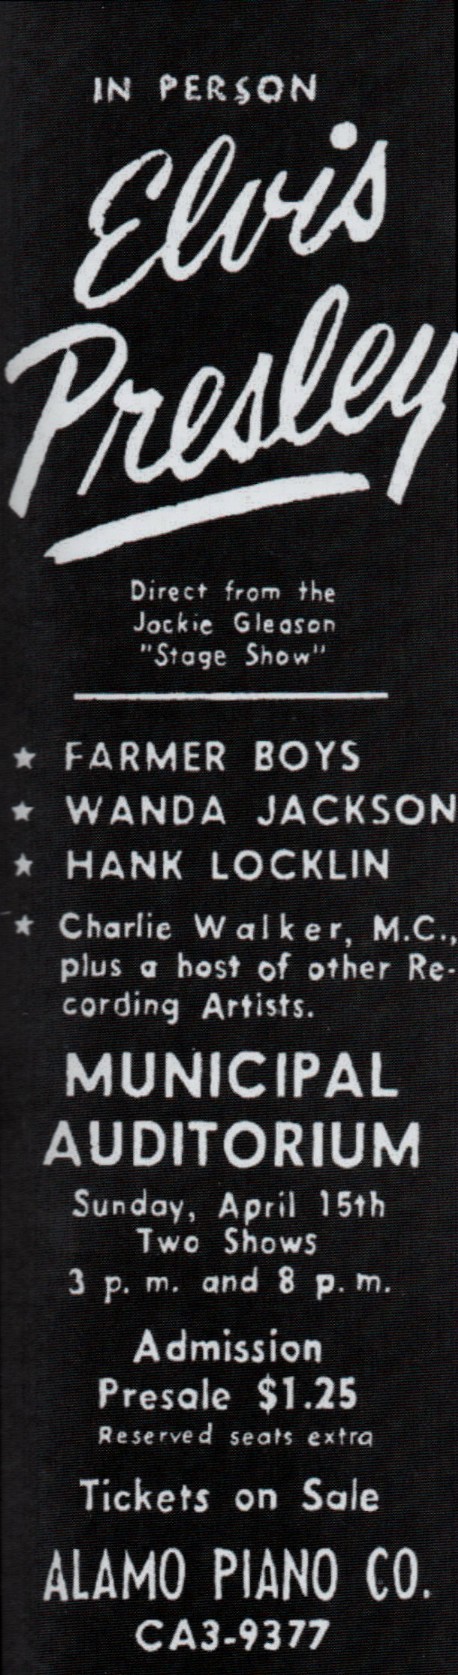 IN PERSON
Elvis
Presley
Direct from the
Jackie Gleason
"Stage Show"
★ FARMER BOYS
★ WANDA JACKSON
★ HANK LOCKLIN
★ Charlie Walker, M.C.,
plus a host of other Re-
cording Artists.
MUNICIPAL
AUDITORIUM
Sunday, April 15th
Two Shows
3 p. m. and 8 p. m.
Admission
Presale $1.25
Reserved seats extra
Tickets on Sale
ALAMO PIANO CO.
CA3-9377